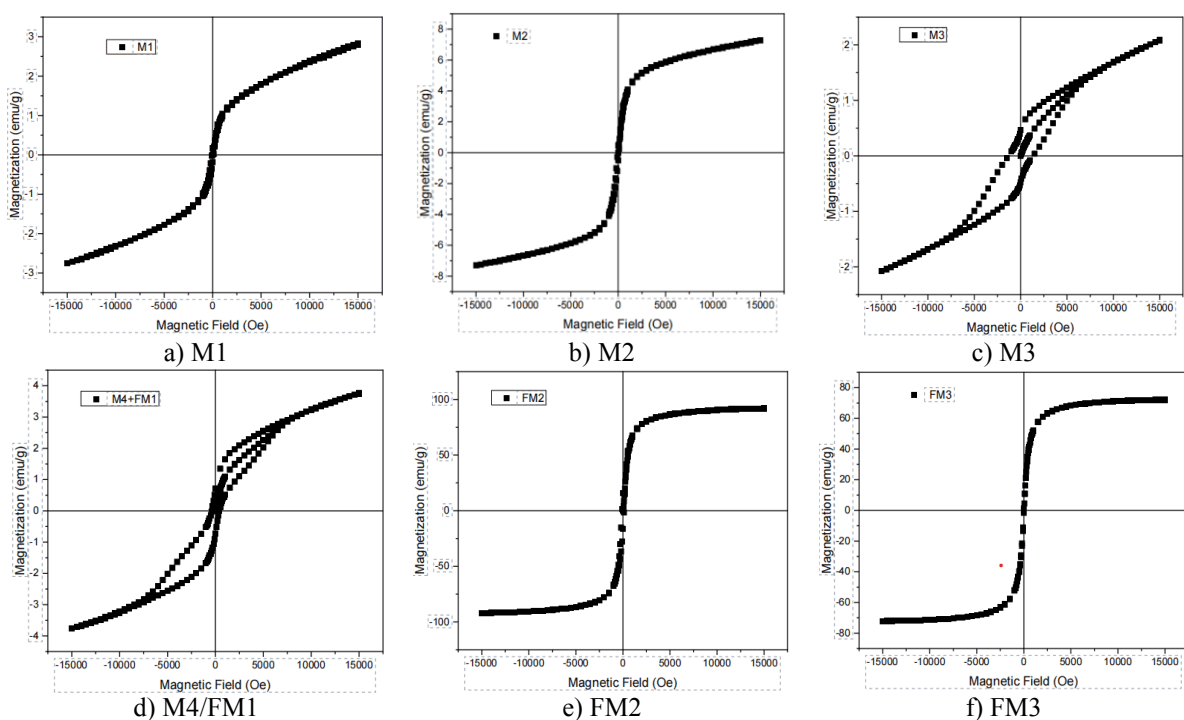 M1
Magnetization (emu/g)
3
2
1
0
-1
-2
-3
-15000 -10000 -5000 0 5000 10000 15000
Magnetic Field (Oe)
a) M1
M2
Magnetization (emu/g)
8
6
4
2
0
-2
-4
-6
-8
-15000 -10000 -5000 0 5000 10000 15000
Magnetic Field (Oe)
b) M2
M3
Magnetization (emu/g)
2
1
0
-1
-2
-15000 -10000 -5000 0 5000 10000 15000
Magnetic Field (Oe)
c) M3
M4+FM1
Magnetization (emu/g)
4
3
2
1
0
-1
-2
-3
-4
-15000 -10000 -5000 0 5000 10000 15000
Magnetic Field (Oe)
d) M4/FM1
FM2
Magnetization (emu/g)
100
50
0
-50
-100
-15000 -10000 -5000 0 5000 10000 15000
Magnetic Field (Oe)
e) FM2
FM3
Magnetization (emu/g)
80
60
40
20
0
-20
-40
-60
-80
-15000 -10000 -5000 0 5000 10000 15000
Magnetic Field (Oe)
f) FM3